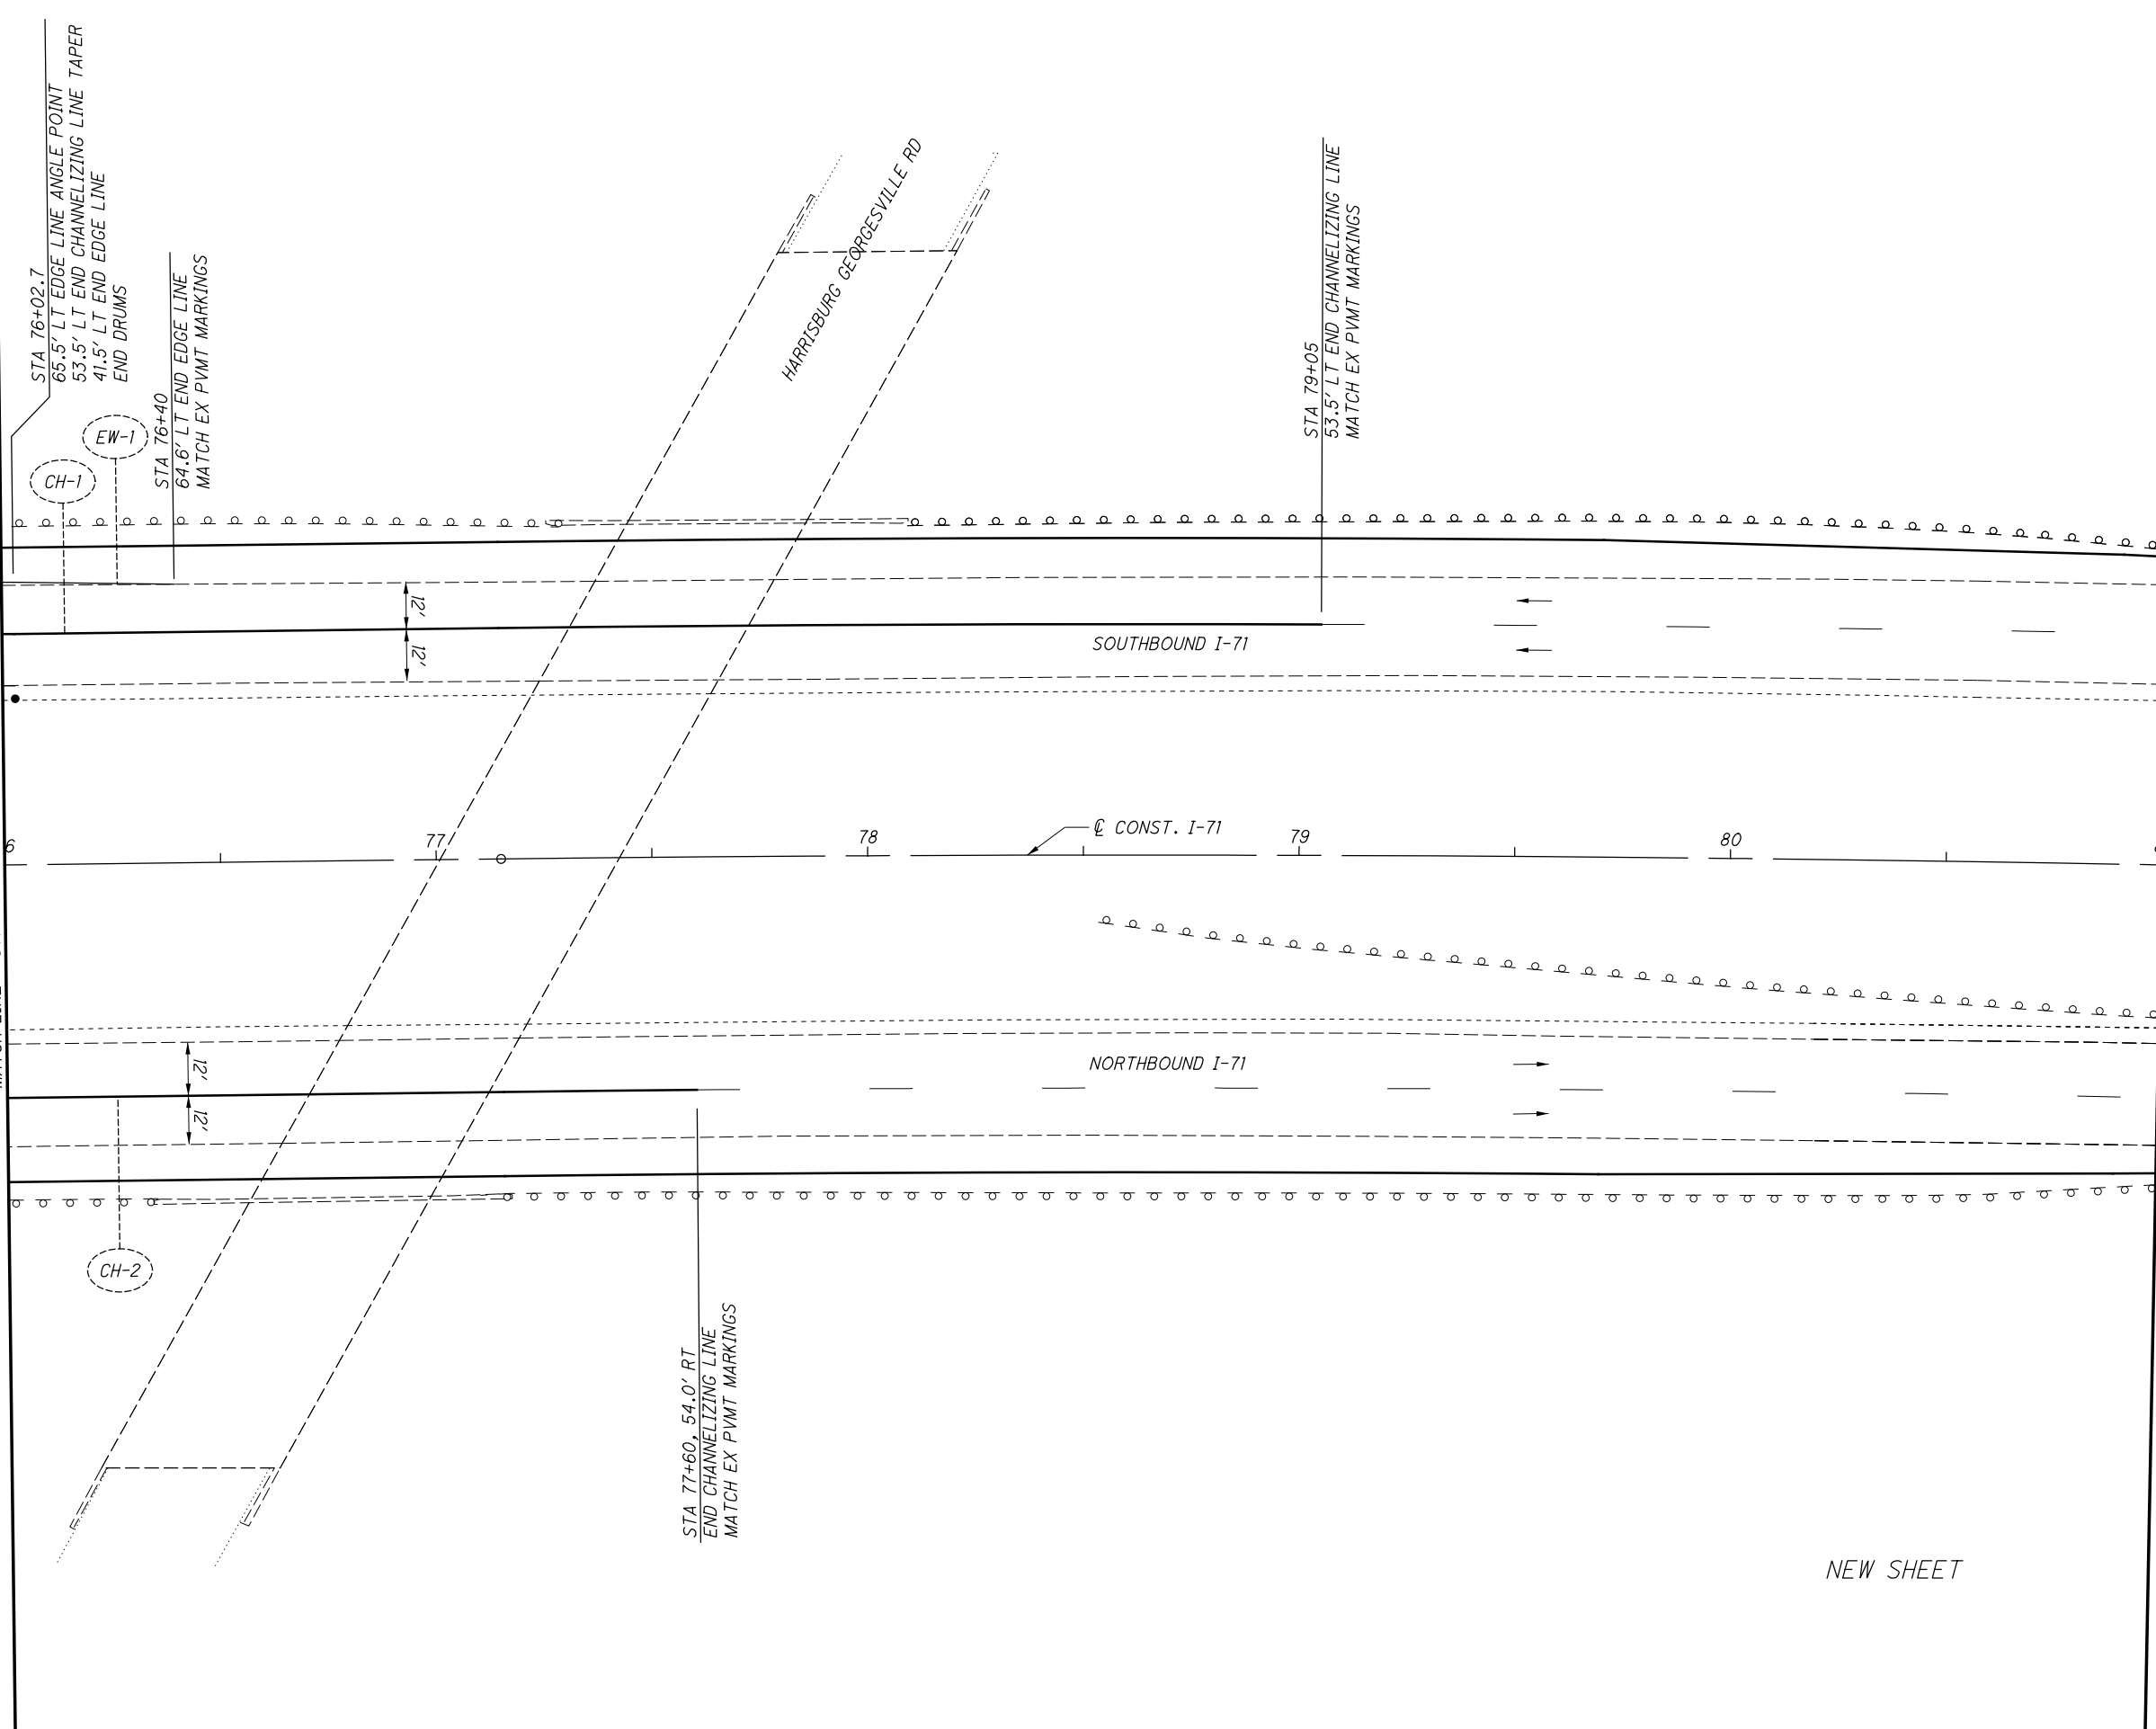 STA 76+02.7
65.5' LT EDGE LINE ANGLE POINT
53.5' LT END CHANNELIZING LINE TAPER
41.5' LT END EDGE LINE
END DRUMS
EW-1
CH-1
STA 76+40
64.6' LT END EDGE LINE
MATCH EX PVMT MARKINGS
HARRISBURG GEORGESVILLE RD
STA 79+05
53.5' LT END CHANNELIZING LINE
MATCH EX PVMT MARKINGS
12'
12'
SOUTHBOUND I-71
6
77
78
79
80
℄ CONST. I-71
12'
12'
NORTHBOUND I-71
CH-2
STA 77+60, 54.0' RT
END CHANNELIZING LINE
MATCH EX PVMT MARKINGS
NEW SHEET